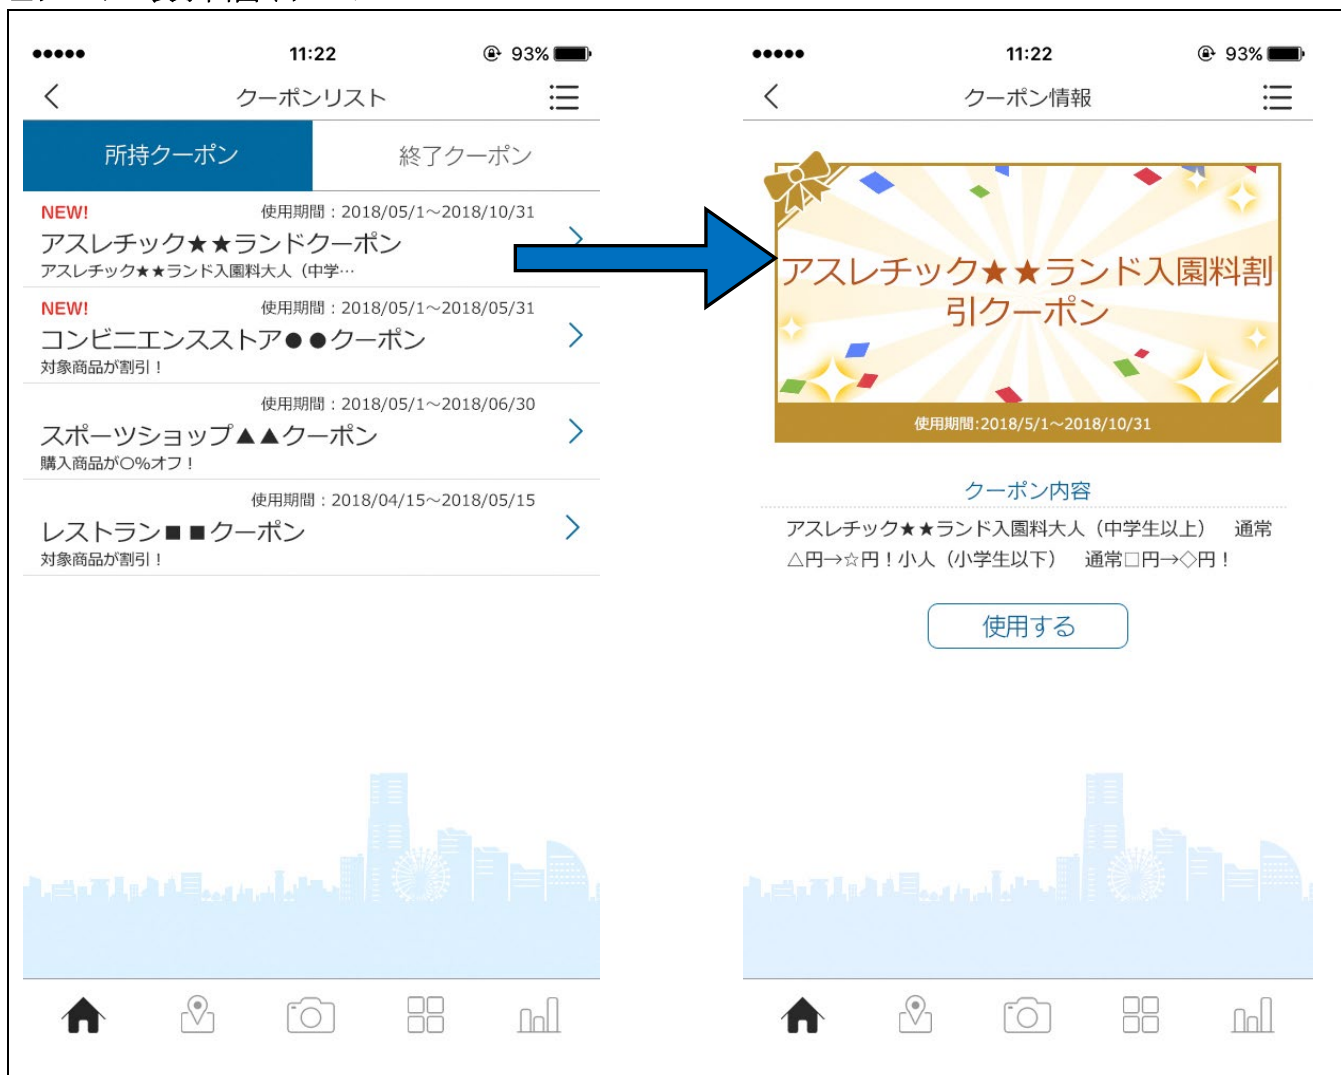 11:22
93%
クーポンリスト
所持クーポン
終了クーポン
NEW!
使用期間：2018/05/1～2018/10/31
アスレチック★★ランドクーポン
アスレチック★★ランド入園料大人（中学…
NEW!
使用期間：2018/05/1～2018/05/31
コンビニエンスストア●●クーポン
対象商品が割引！
使用期間：2018/05/1～2018/06/30
スポーツショップ▲▲クーポン
購入商品が〇%オフ！
使用期間：2018/04/15～2018/05/15
レストラン■■クーポン
対象商品が割引！
11:22
93%
クーポン情報
アスレチック★★ランド入園料割
引クーポン
使用期間:2018/5/1～2018/10/31
クーポン内容
アスレチック★★ランド入園料大人（中学生以上）　通常
△円→☆円！小人（小学生以下）　通常□円→◇円！
使用する